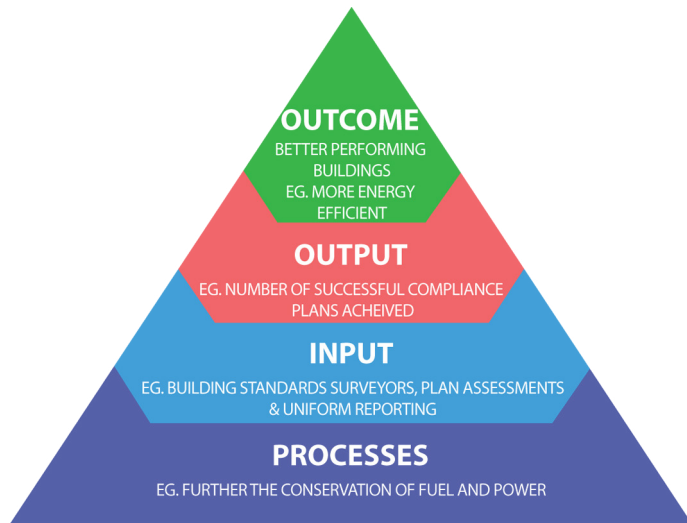 OUTCOME
BETTER PERFORMING
BUILDINGS
EG. MORE ENERGY
EFFICIENT
OUTPUT
EG. NUMBER OF SUCCESSFUL COMPLIANCE
PLANS ACHEIVED
INPUT
EG. BUILDING STANDARDS SURVEYORS, PLAN ASSESSMENTS
& UNIFORM REPORTING
PROCESSES
EG. FURTHER THE CONSERVATION OF FUEL AND POWER